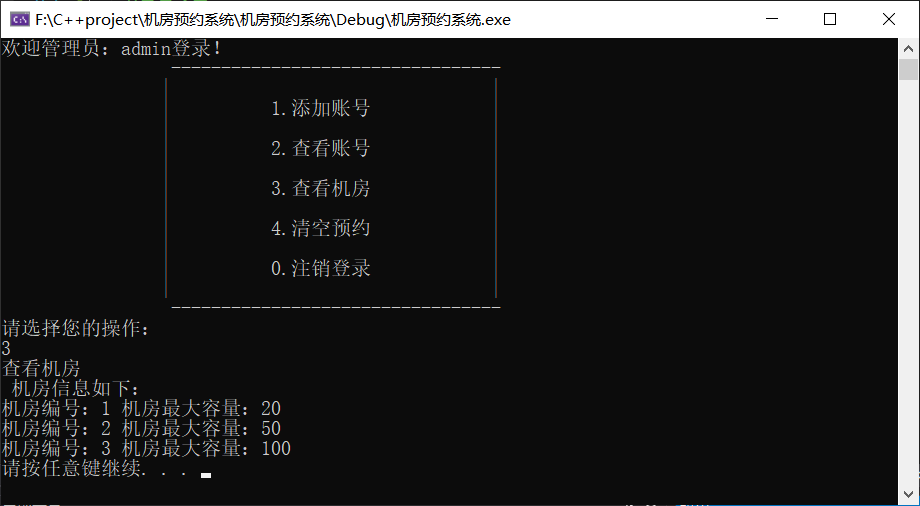 F:\C++project\机房预约系统\机房预约系统\Debug\机房预约系统.exe
欢迎管理员：admin登录！
---------------------------------
1.添加账号
2.查看账号
3.查看机房
4.清空预约
0.注销登录
---------------------------------
请选择您的操作：
3
查看机房
机房信息如下：
机房编号：1 机房最大容量：20
机房编号：2 机房最大容量：50
机房编号：3 机房最大容量：100
请按任意键继续. . .